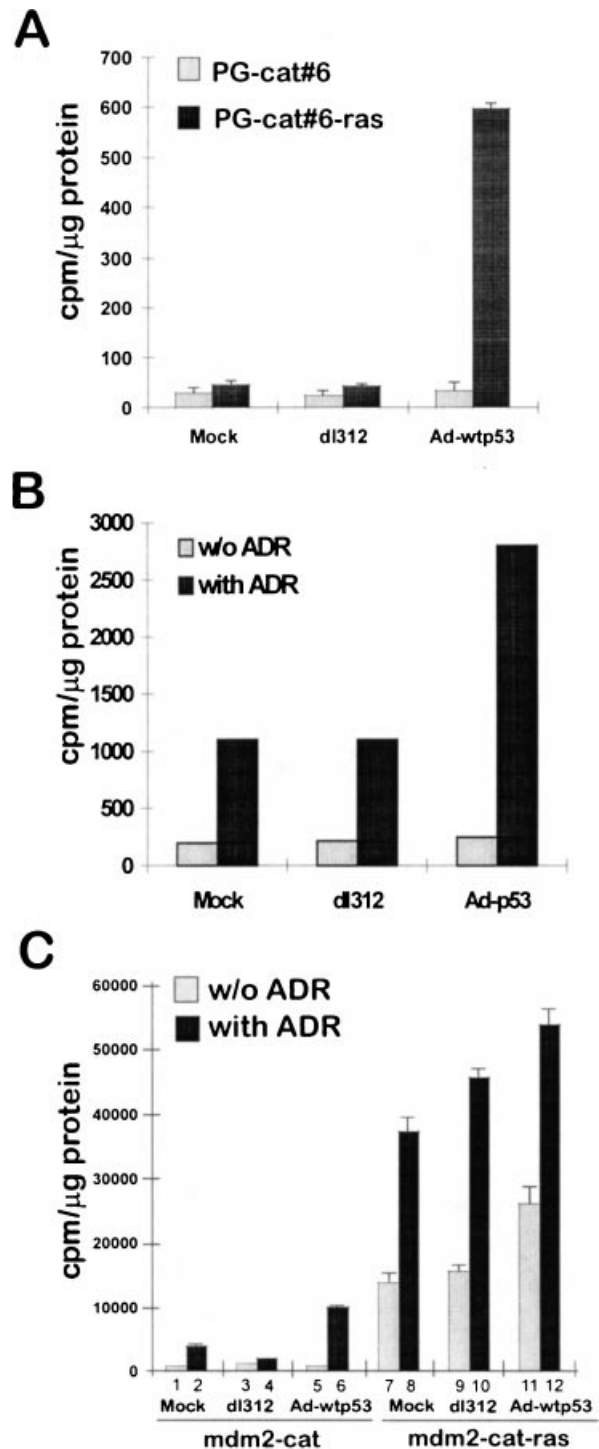 A
700
600
500
400
300
200
100
0
cpm/μg protein
PG-cat#6
PG-cat#6-ras
Mock dl312 Ad-wtp53
B
3000
2500
2000
1500
1000
500
0
cpm/μg protein
w/o ADR
with ADR
Mock dl312 Ad-p53
C
60000
50000
40000
30000
20000
10000
0
cpm/μg protein
w/o ADR
with ADR
1 2 3 4 5 6 7 8 9 10 11 12
Mock dl312 Ad-wtp53 Mock dl312 Ad-wtp53
mdm2-cat mdm2-cat-ras